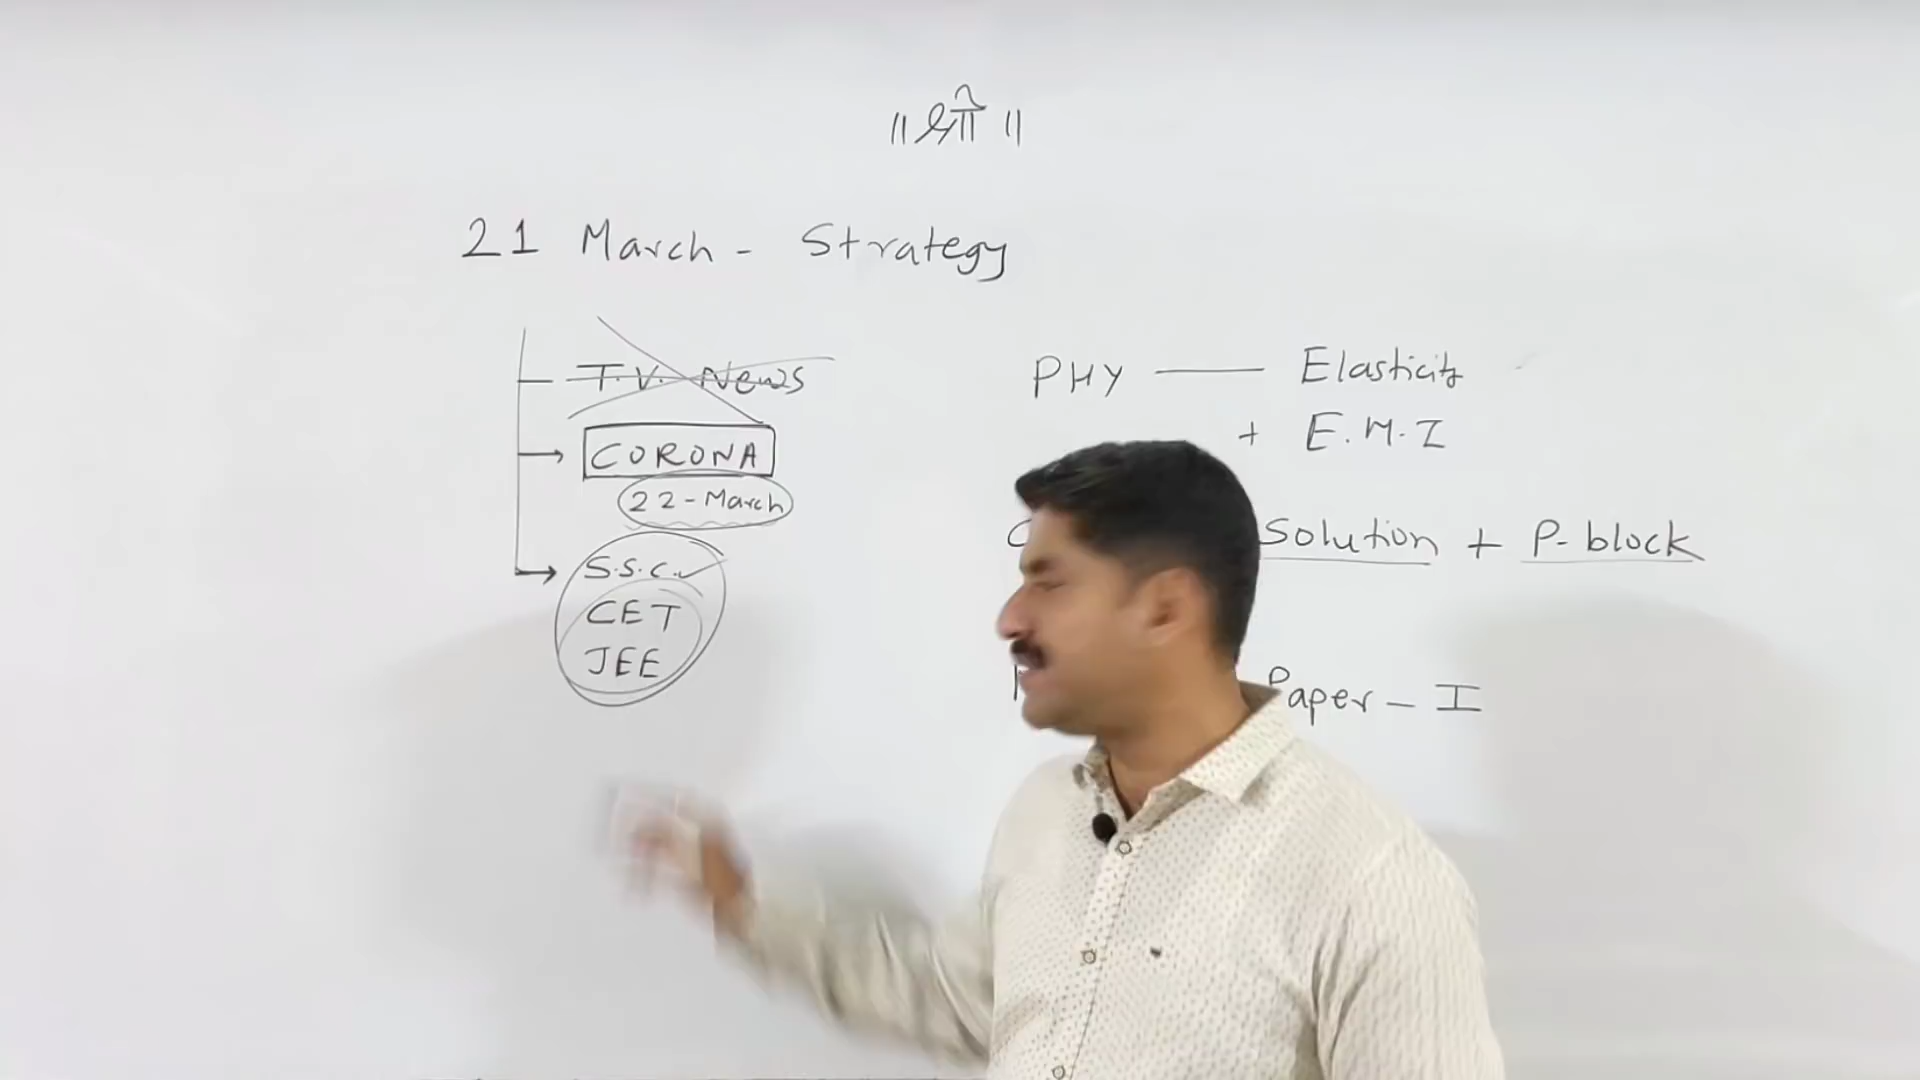 ॥ श्री ॥
21 March - Strategy
T.V. News
CORONA
22-March
S.S.C.
CET
JEE
PHY — Elasticity
+ E.M.I
Solution + P-block
Paper - I